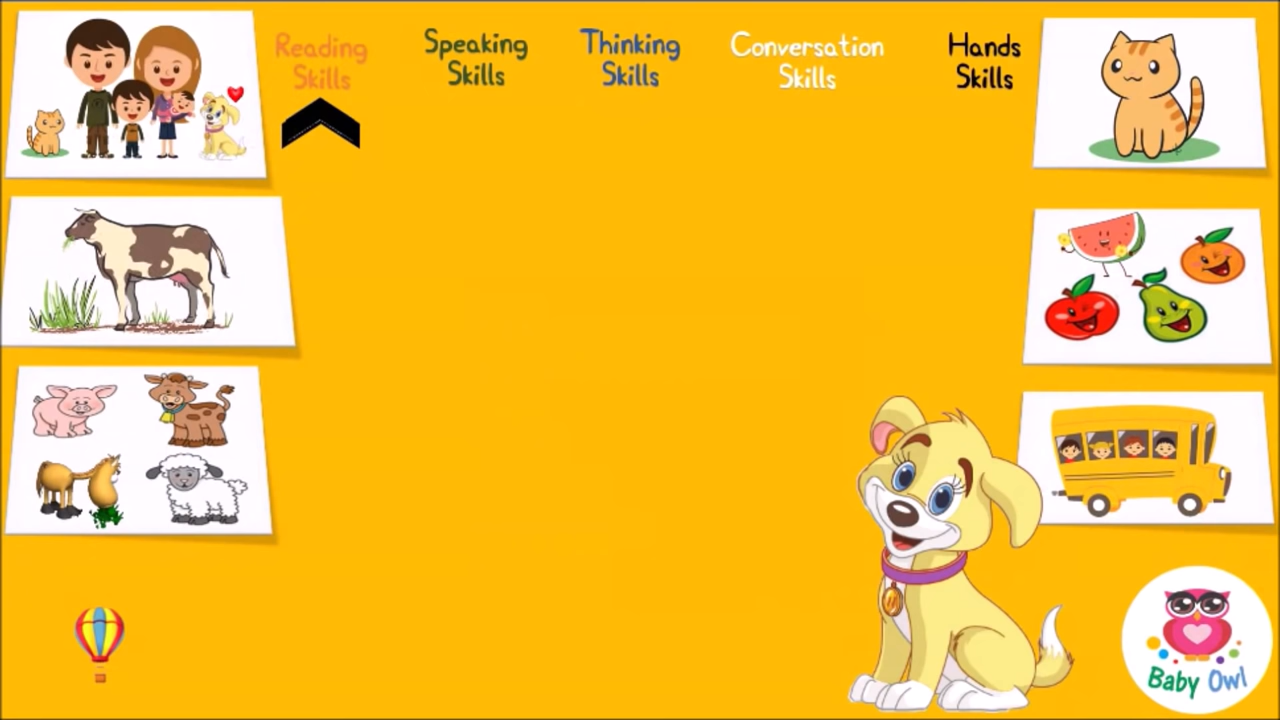 Reading
Skills
Speaking
Skills
Thinking
Skills
Conversation
Skills
Hands
Skills
Baby Owl